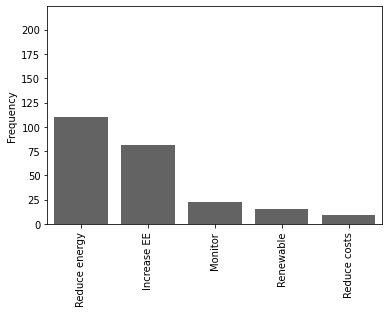 200
175
150
125
100
75
50
25
0
Frequency
Reduce energy
Increase EE
Monitor
Renewable
Reduce costs